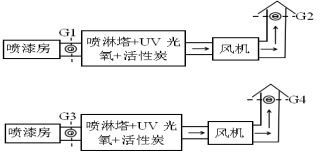 G1
G2
喷漆房
喷淋塔+UV 光
氧+活性炭
风机
G3
G4
喷漆房
喷淋塔+UV 光
氧+活性炭
风机